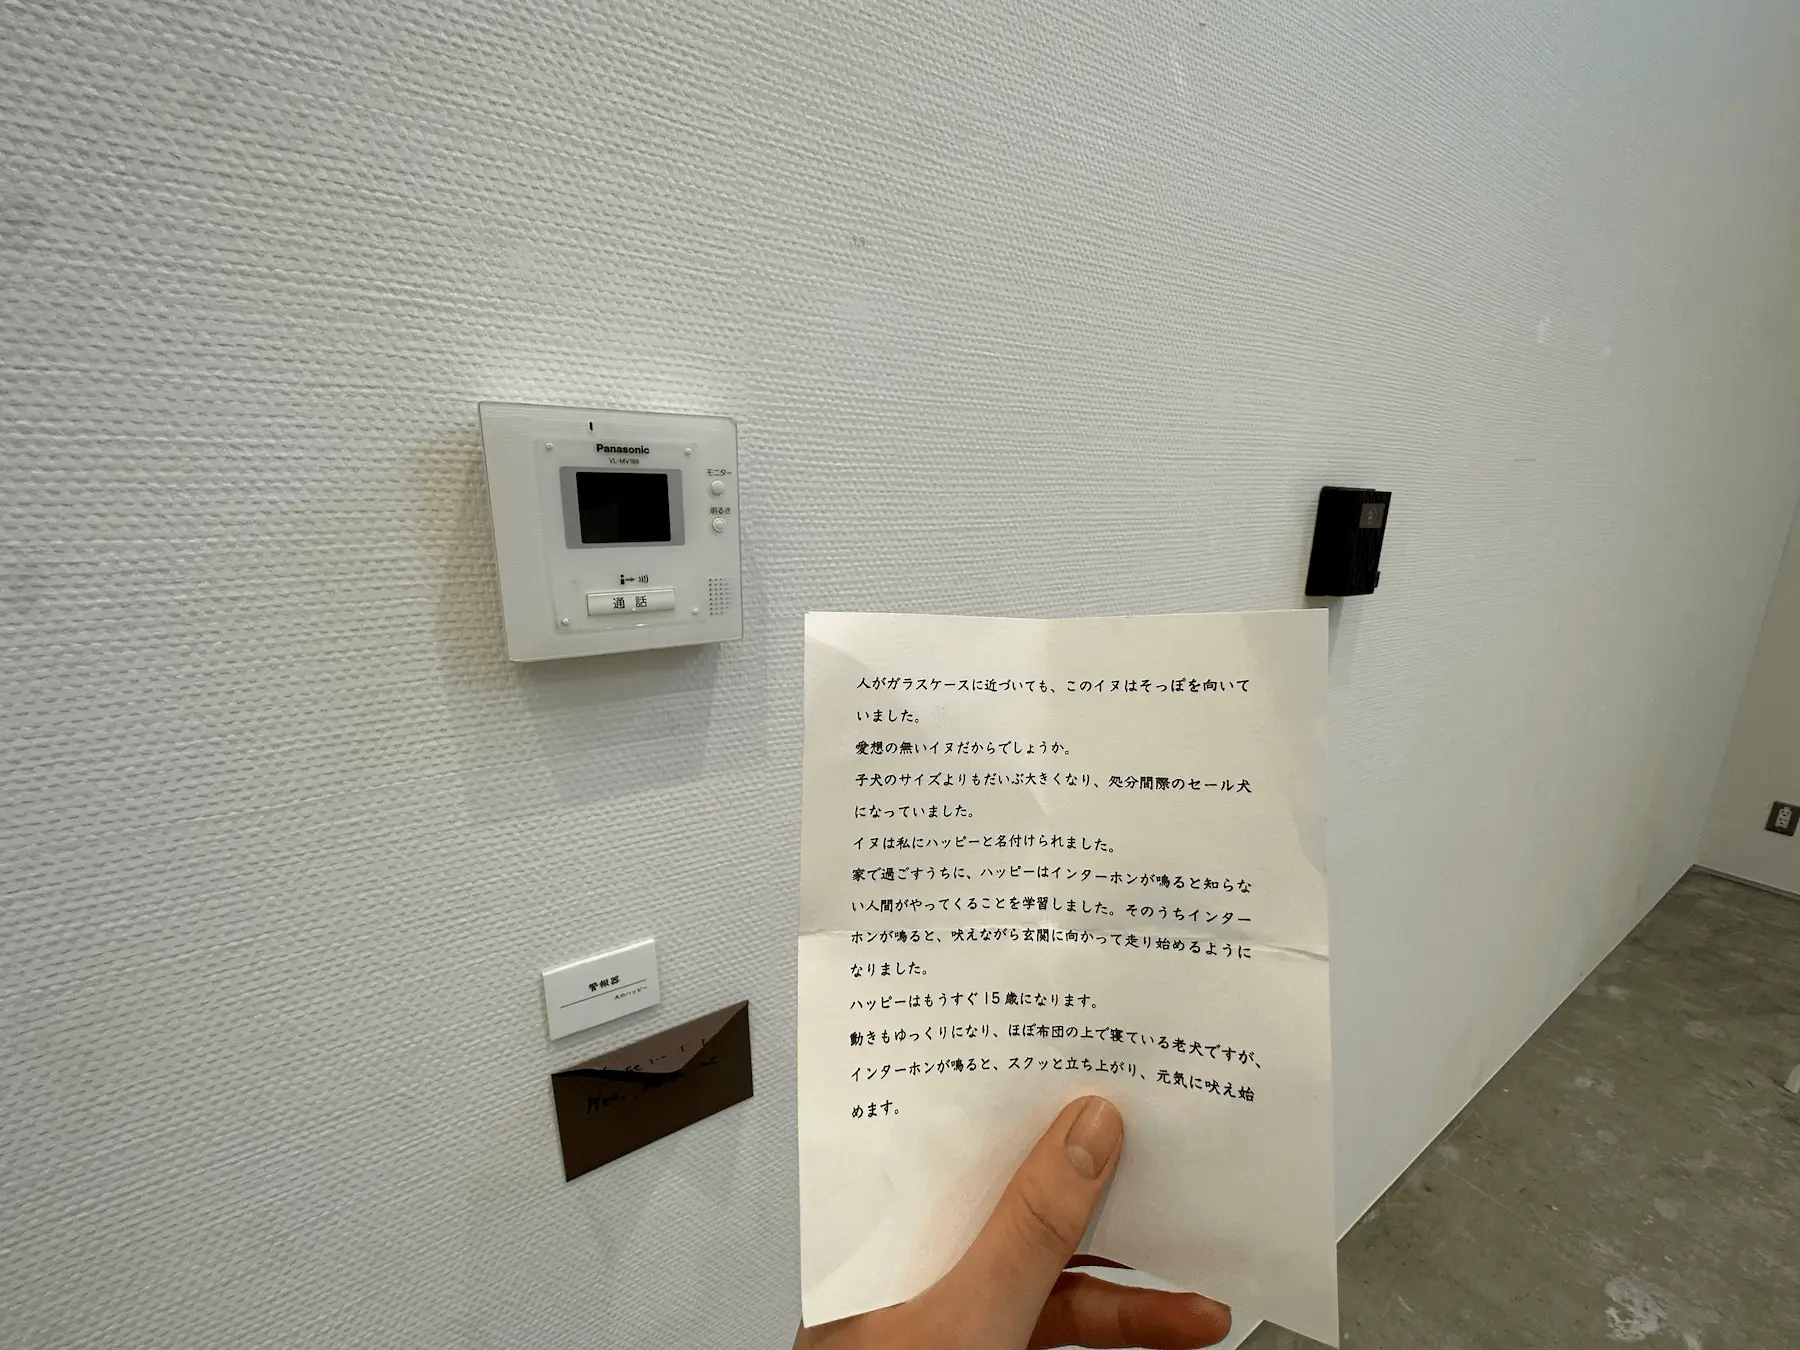 Panasonic
VL-MV188
モニター
明るさ
通話
人がガラスケースに近づいても、このイヌはそっぽを向いて
いました。
愛想の無いイヌだからでしょうか。
子犬のサイズよりもだいぶ大きくなり、処分間際のセール犬
になっていました。
イヌは私にハッピーと名付けられました。
家で過ごすうちに、ハッピーはインターホンが鳴ると知らな
い人間がやってくることを学習しました。そのうちインター
ホンが鳴ると、吠えながら玄関に向かって走り始めるように
なりました。
ハッピーはもうすぐ15歳になります。
動きもゆっくりになり、ほぼ布団の上で寝ている老犬ですが、
インターホンが鳴ると、スクッと立ち上がり、元気に吠え始
めます。
警報器
犬のハッピー